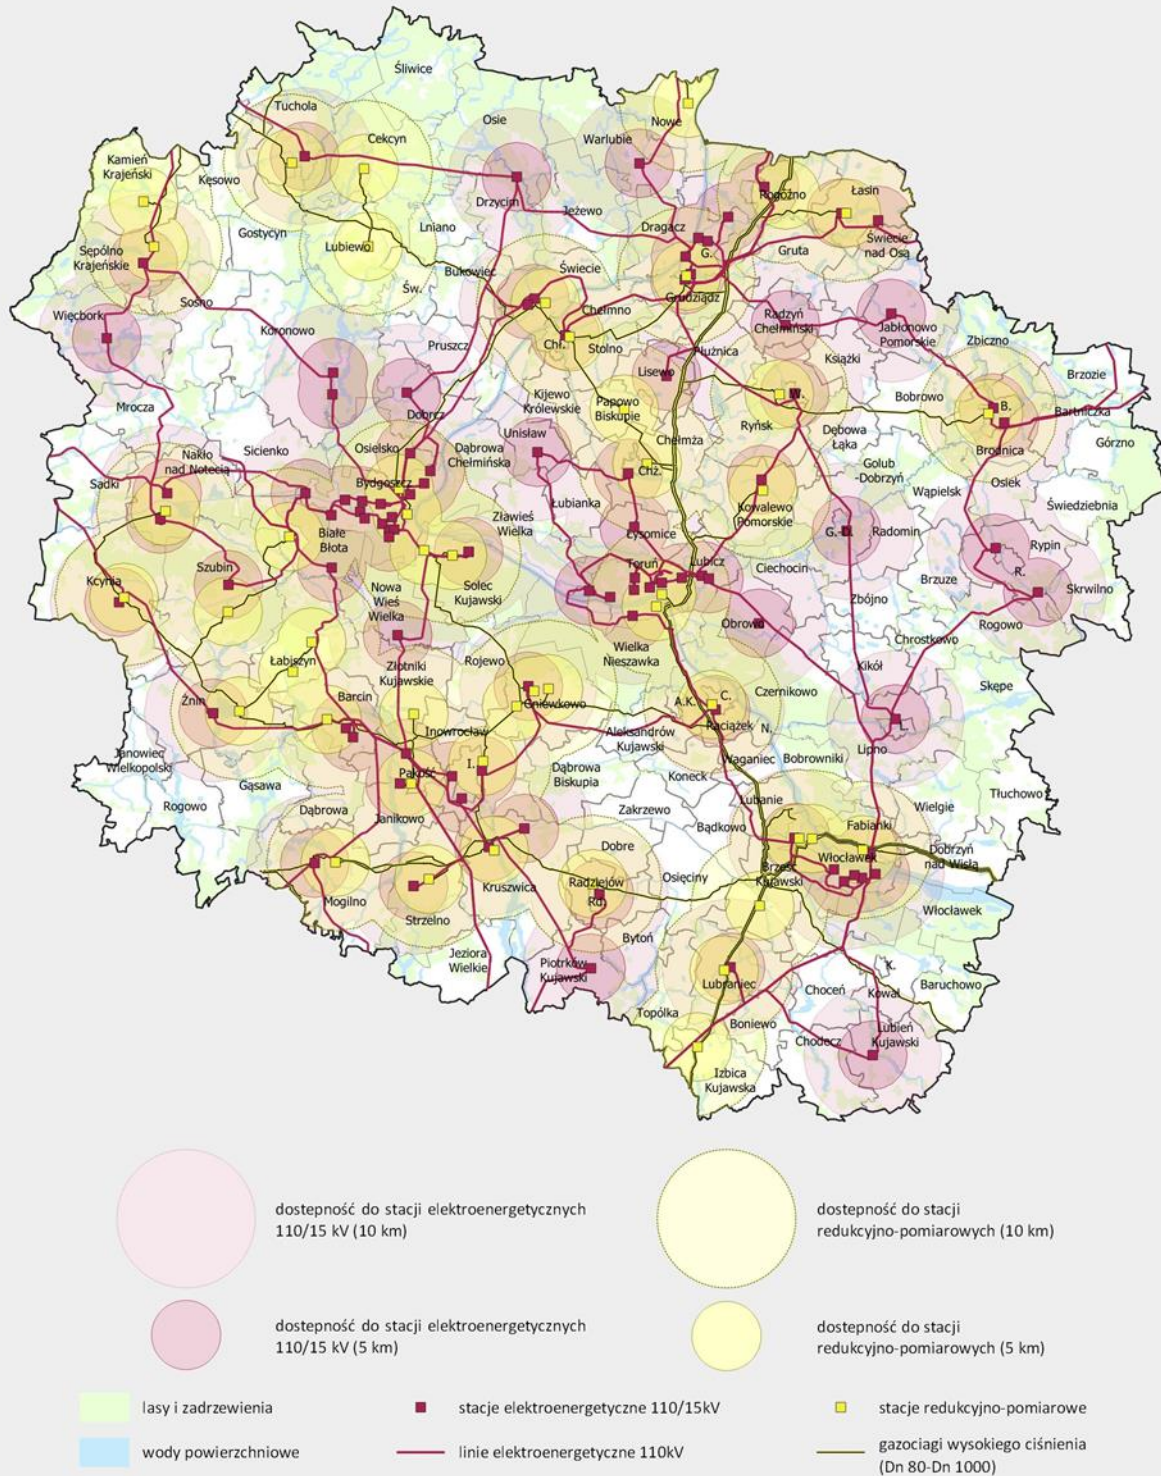 Śliwice
Tuchola
Nowe
Osie
Cekcyn
Warlubie
Kamień
Krajeński
Kęsowo
Rogóźno
Łasin
Drzycim
Jeżewo
Lniano
Dragacz
Gostycyn
Lubiewo
Świecie
nad Osą
Gruta
G.
Sępólno
Krajeńskie
Bukowiec
Świecie
Św.
Grudziądz
Sośno
Chełmno
Więcbork
Radzyń
Chełmiński
Jabłonowo
Pomorskie
Koronowo
Zbiczno
Pruszcz
Chł.
Stolno
Płużnica
Książki
Lisewo
Brzozie
Mrocza
Kijewo
Królewskie
Papowo
Biskupie
W.
Bobrowo
B.
Bartniczka
Dobrcz
Unisław
Ryńsk
Dębowa
Łąka
Chełmża
Górzno
Sicienko
Osielsko
Dąbrowa
Chełmińska
Brodnica
Nakło
nad Notecią
Golub
-Dobrzyń
Chż.
Sadki
Bydgoszcz
Osiek
Wąpielsk
Łubianka
Kowalewo
Pomorskie
Świedziebnia
Zławieś
Wielka
Białe
Błota
Łysomice
G.-D.
Radomin
Rypin
Toruń
Lubicz
Szubin
Ciechocin
R.
Kcynia
Solec
Kujawski
Brzuze
Skrwilno
Nowa
Wieś
Wielka
Zbójno
Obrowo
Rogowo
Chrostkowo
Wielka
Nieszawka
Łabiszyn
Rojewo
Złotniki
Kujawskie
Kikół
Skępe
Żnin
Barcin
Gniewkowo
A.K.
C.
Czernikowo
Raciążek
N.
L.
Inowrocław
Aleksandrów
Kujawski
Lipno
Janowiec
Wielkopolski
Waganiec
Bobrowniki
I.
Pakość
Dąbrowa
Biskupia
Koneck
Gąsawa
Tłuchowo
Rogowo
Dąbrowa
Zakrzewo
Lubanie
Wielgie
Janikowo
Bądkowo
Fabianki
Dobre
Dobrzyń
nad Wisłą
Włocławek
Brześć
Kujawski
Osięciny
Kruszwica
Radziejów
Rd.
Mogilno
Włocławek
Strzelno
Bytoń
Jeziora
Wielkie
Piotrków
Kujawski
K.
Lubraniec
Choceń
Kowal
Baruchowo
Topólka
Boniewo
Lubień
Kujawski
Chodecz
Izbica
Kujawska
dostępność do stacji elektroenergetycznych
110/15 kV (10 km)
dostępność do stacji
redukcyjno-pomiarowych (10 km)
dostępność do stacji elektroenergetycznych
110/15 kV (5 km)
dostępność do stacji
redukcyjno-pomiarowych (5 km)
lasy i zadrzewienia
stacje elektroenergetyczne 110/15kV
stacje redukcyjno-pomiarowe
wody powierzchniowe
linie elektroenergetyczne 110kV
gazociagi wysokiego ciśnienia
(Dn 80-Dn 1000)